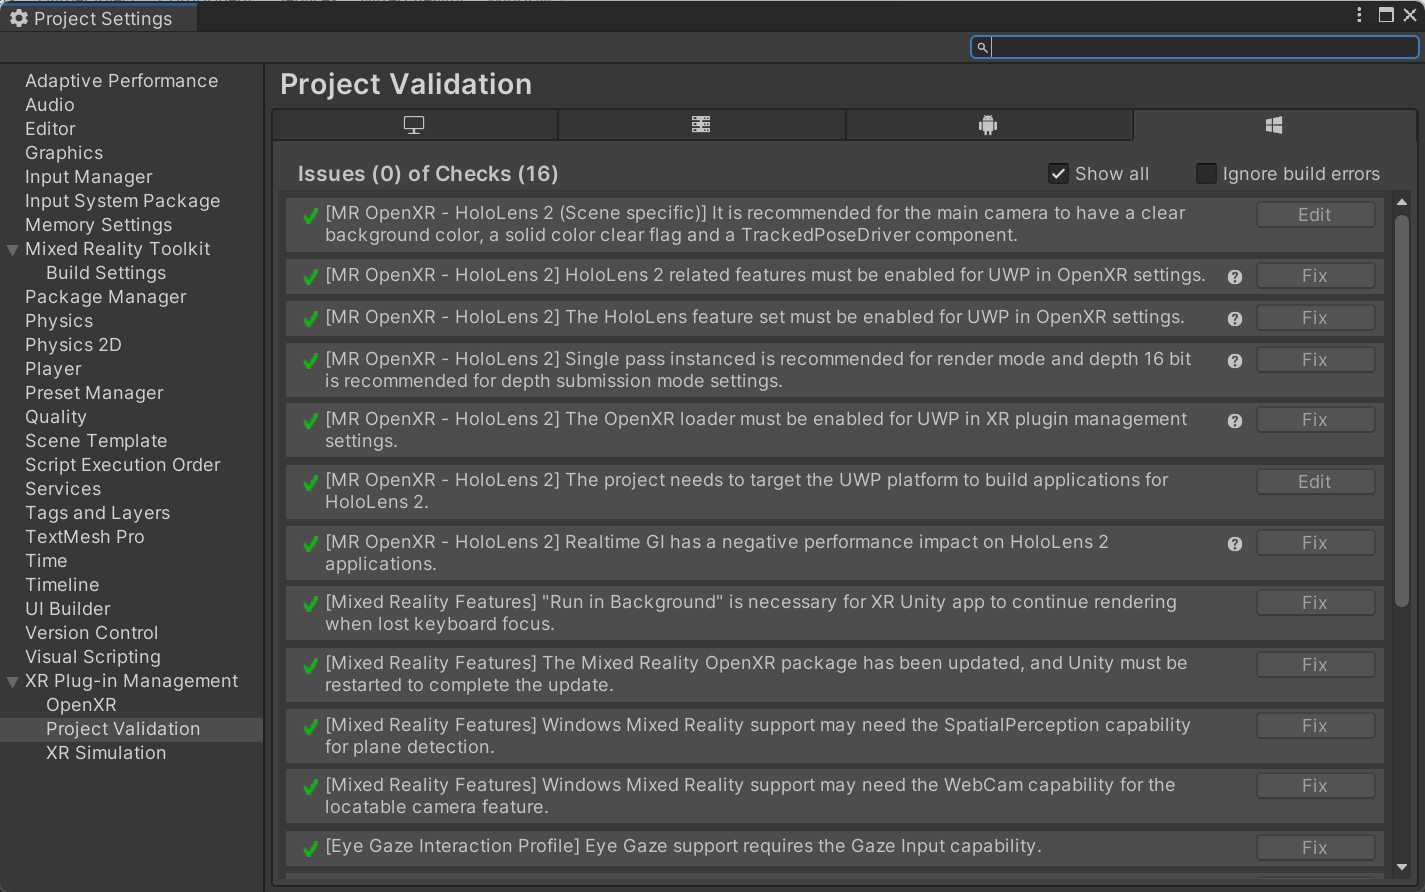 Project Settings
Adaptive Performance
Audio
Editor
Graphics
Input Manager
Input System Package
Memory Settings
Mixed Reality Toolkit
Build Settings
Package Manager
Physics
Physics 2D
Player
Preset Manager
Quality
Scene Template
Script Execution Order
Services
Tags and Layers
TextMesh Pro
Time
Timeline
UI Builder
Version Control
Visual Scripting
XR Plug-in Management
OpenXR
Project Validation
XR Simulation
Project Validation
Issues (0) of Checks (16)
Show all
Ignore build errors
[MR OpenXR - HoloLens 2 (Scene specific)] It is recommended for the main camera to have a clear
background color, a solid color clear flag and a TrackedPoseDriver component.
Edit
[MR OpenXR - HoloLens 2] HoloLens 2 related features must be enabled for UWP in OpenXR settings.
Fix
[MR OpenXR - HoloLens 2] The HoloLens feature set must be enabled for UWP in OpenXR settings.
Fix
[MR OpenXR - HoloLens 2] Single pass instanced is recommended for render mode and depth 16 bit
is recommended for depth submission mode settings.
Fix
[MR OpenXR - HoloLens 2] The OpenXR loader must be enabled for UWP in XR plugin management
settings.
Fix
[MR OpenXR - HoloLens 2] The project needs to target the UWP platform to build applications for
HoloLens 2.
Edit
[MR OpenXR - HoloLens 2] Realtime GI has a negative performance impact on HoloLens 2
applications.
Fix
[Mixed Reality Features] "Run in Background" is necessary for XR Unity app to continue rendering
when lost keyboard focus.
Fix
[Mixed Reality Features] The Mixed Reality OpenXR package has been updated, and Unity must be
restarted to complete the update.
Fix
[Mixed Reality Features] Windows Mixed Reality support may need the SpatialPerception capability
for plane detection.
Fix
[Mixed Reality Features] Windows Mixed Reality support may need the WebCam capability for the
locatable camera feature.
Fix
[Eye Gaze Interaction Profile] Eye Gaze support requires the Gaze Input capability.
Fix